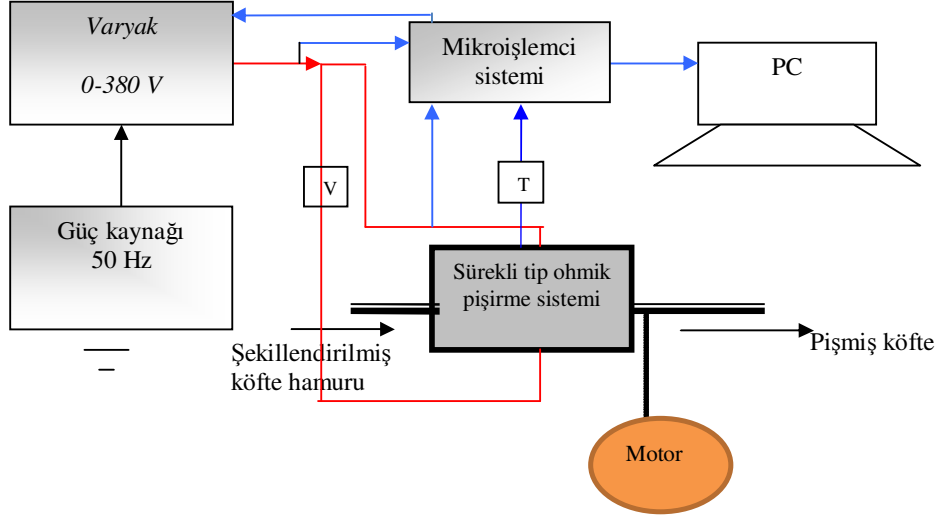 Varyak
0-380 V
Mikroişlemci
sistemi
PC
V
T
Güç kaynağı
50 Hz
Sürekli tip ohmik
pişirme sistemi
Şekillendirilmiş
köfte hamuru
Pişmiş köfte
Motor